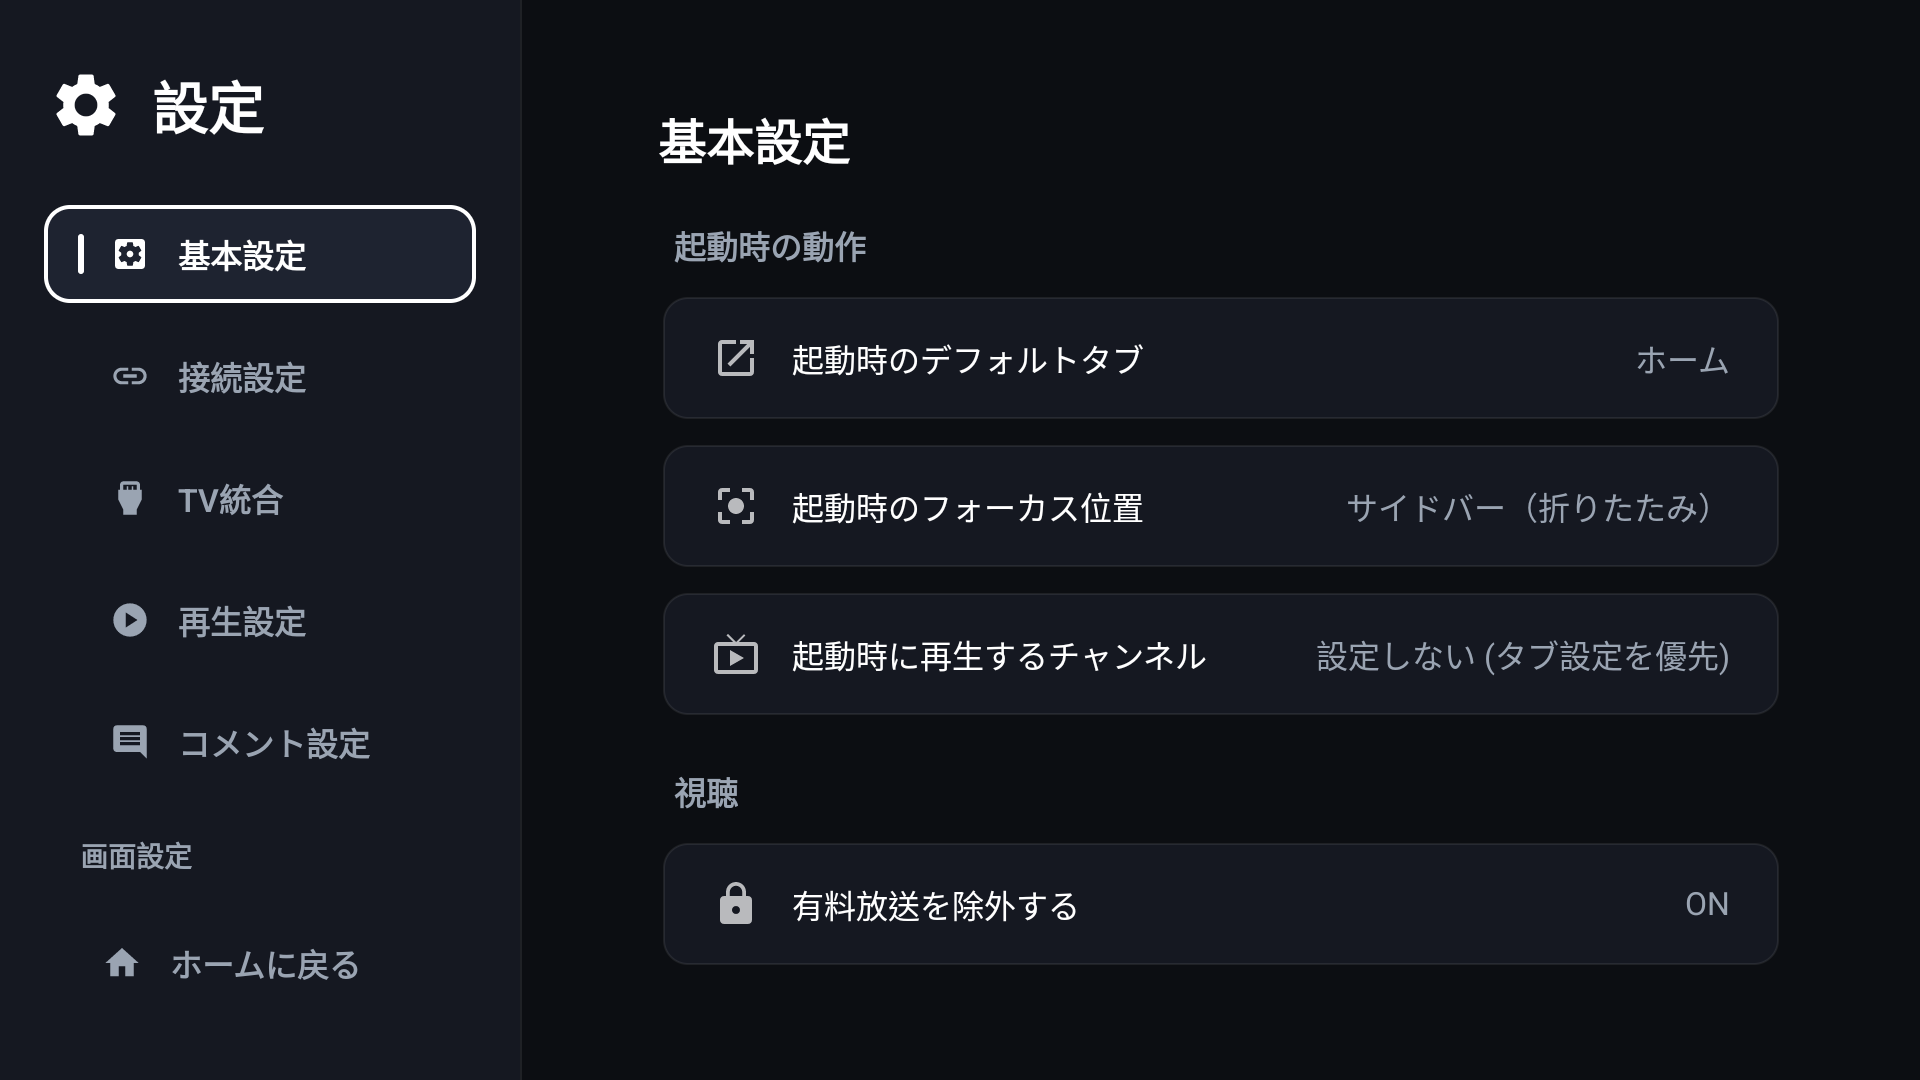 設定
基本設定
接続設定
TV統合
再生設定
コメント設定
画面設定
ホームに戻る
基本設定
起動時の動作
起動時のデフォルトタブ ホーム
起動時のフォーカス位置 サイドバー（折りたたみ）
起動時に再生するチャンネル 設定しない (タブ設定を優先)
視聴
有料放送を除外する ON